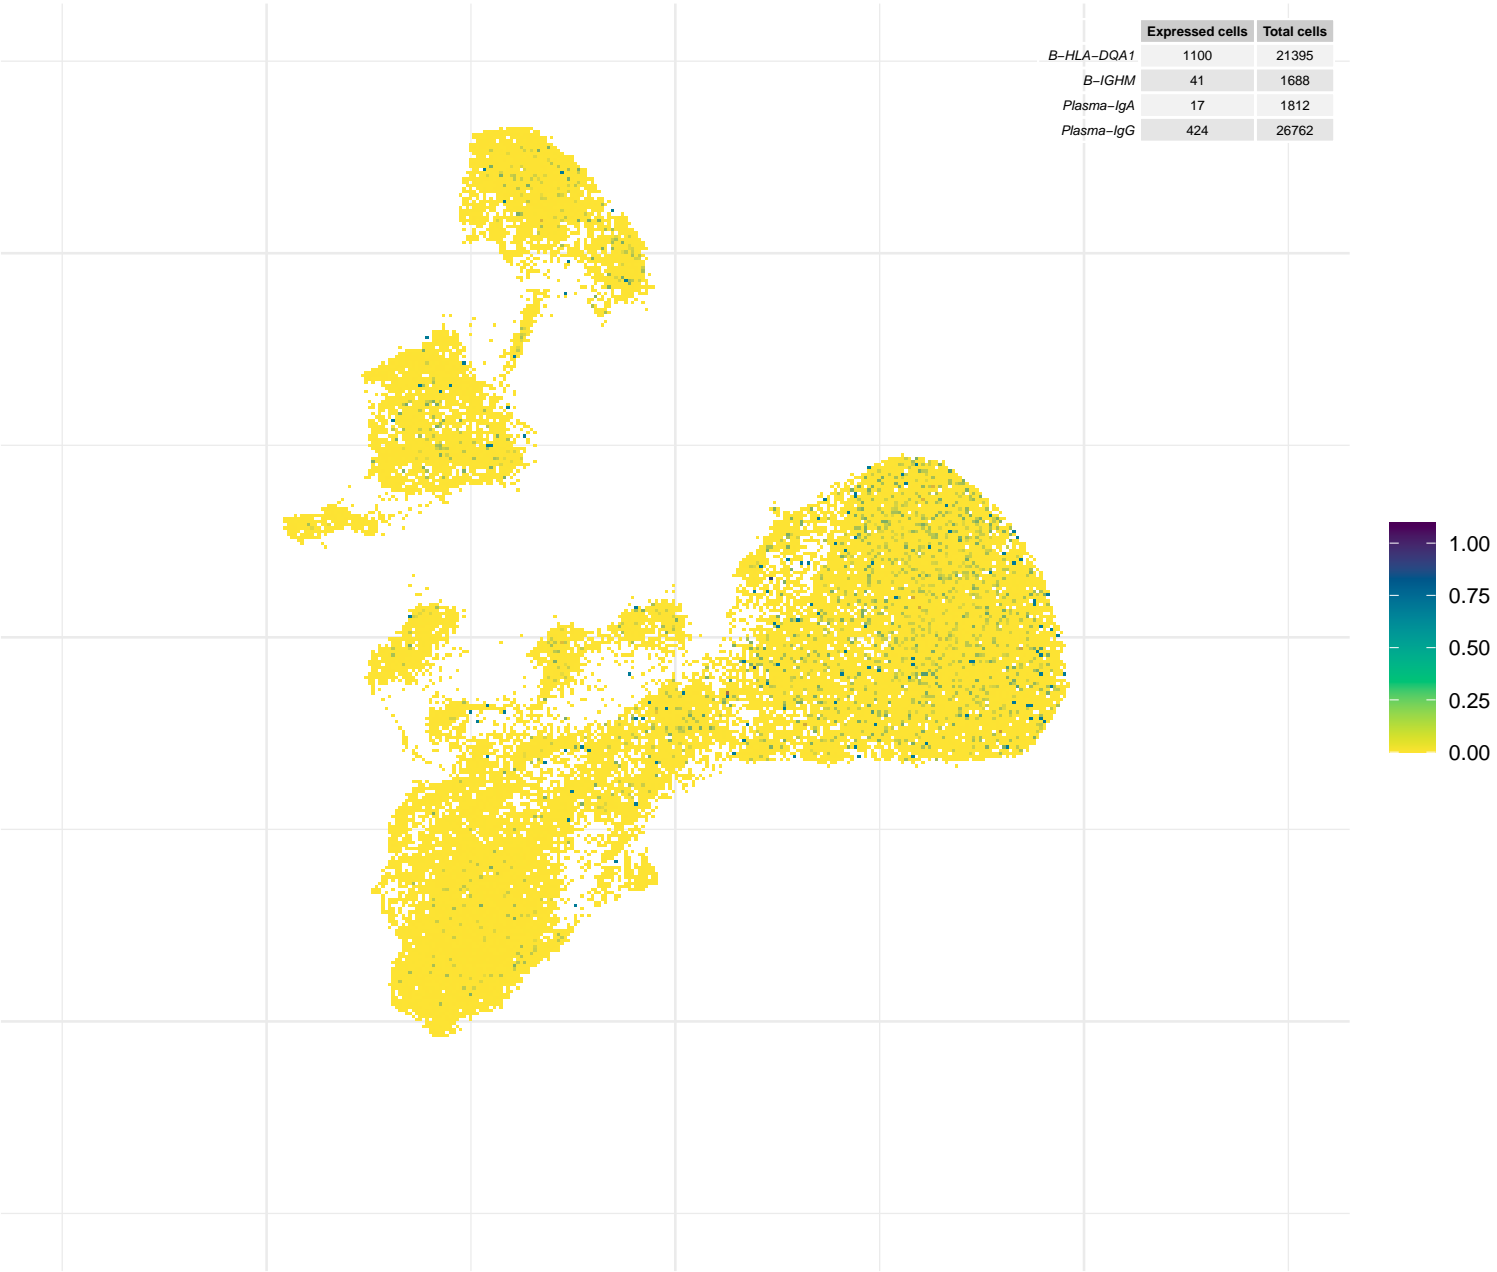 Expressed cells Total cells
B−HLA−DQA1 1100 21395
B−IGHM 41 1688
Plasma−IgA 17 1812
Plasma−IgG 424 26762
1.00
0.75
0.50
0.25
0.00